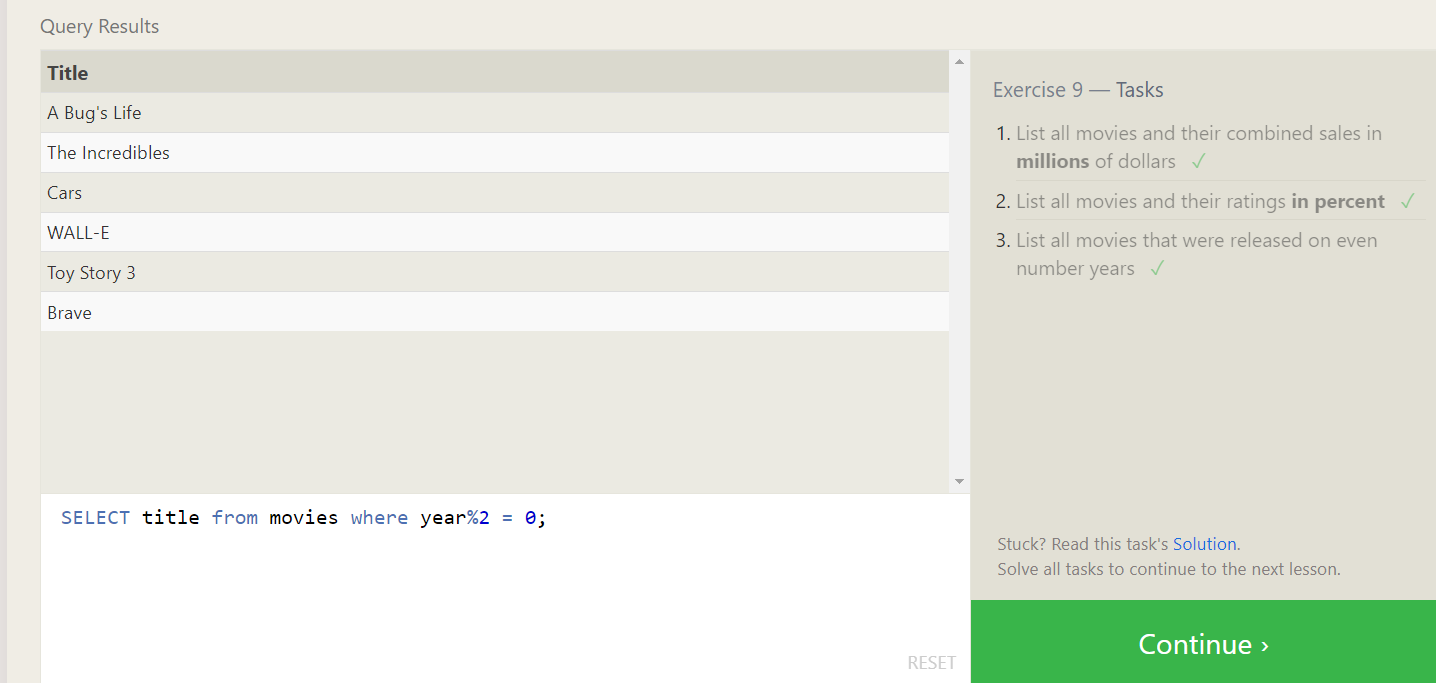 Query Results
Title
A Bug's Life
The Incredibles
Cars
WALL-E
Toy Story 3
Brave
SELECT title from movies where year%2 = 0;
RESET
Exercise 9 — Tasks
1. List all movies and their combined sales in
millions of dollars ✓
2. List all movies and their ratings in percent ✓
3. List all movies that were released on even
number years ✓
Stuck? Read this task's Solution.
Solve all tasks to continue to the next lesson.
Continue ›